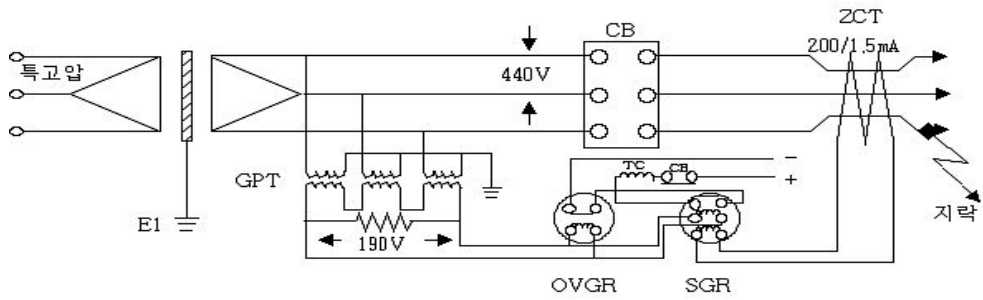 ZCT
CB
200/1.5mA
특고압
440V
TC
CB
−
+
GPT
E1
190V
지락
OVGR
SGR